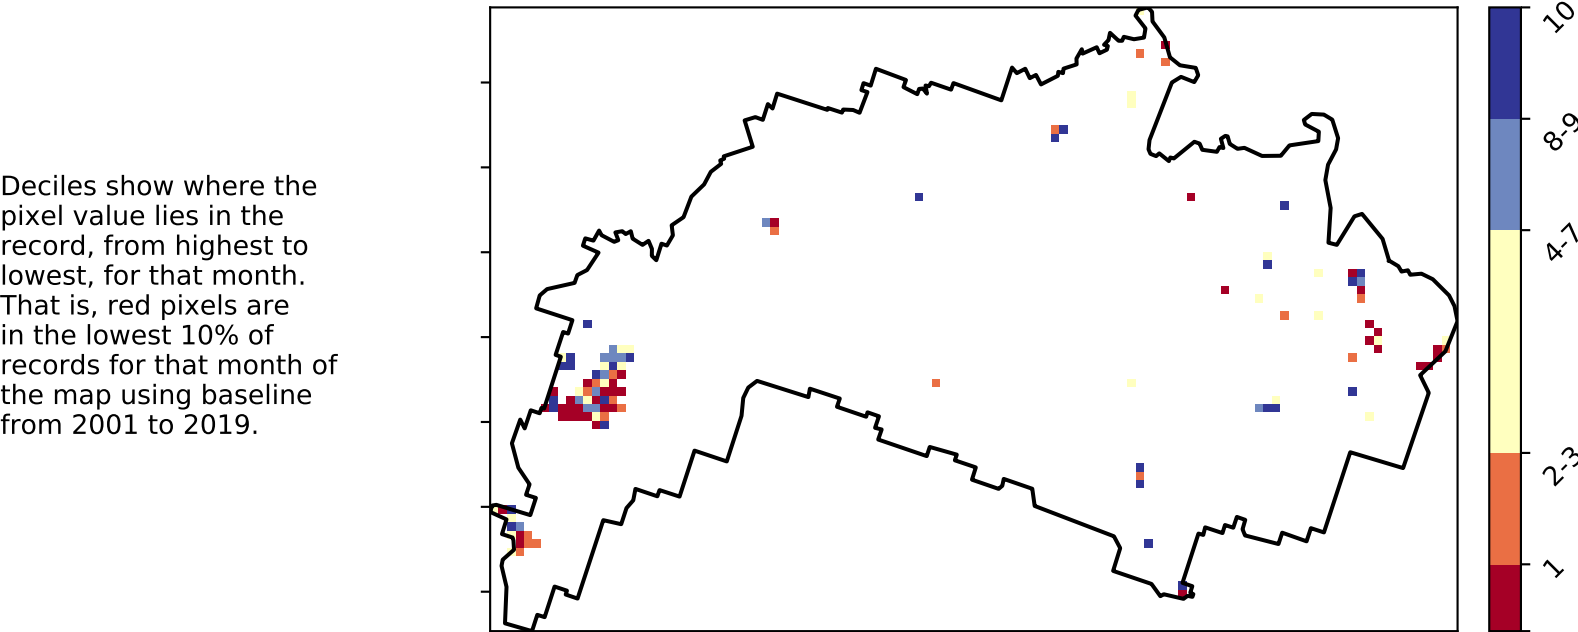 Deciles show where the
pixel value lies in the
record, from highest to
lowest, for that month.
That is, red pixels are
in the lowest 10% of
records for that month of
the map using baseline
from 2001 to 2019.
10
8-9
4-7
2-3
1